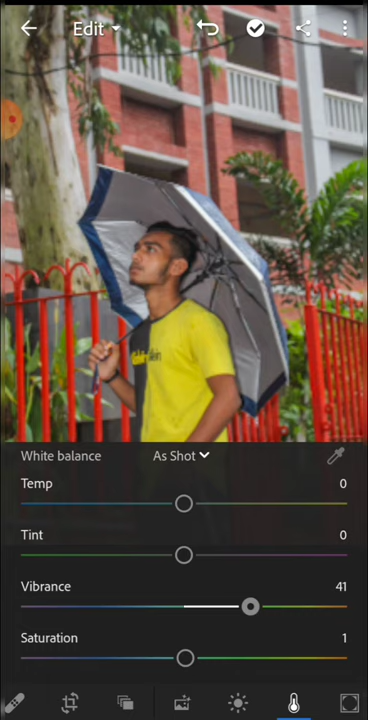 Edit
White balance As Shot
Temp 0
Tint 0
Vibrance 41
Saturation 1